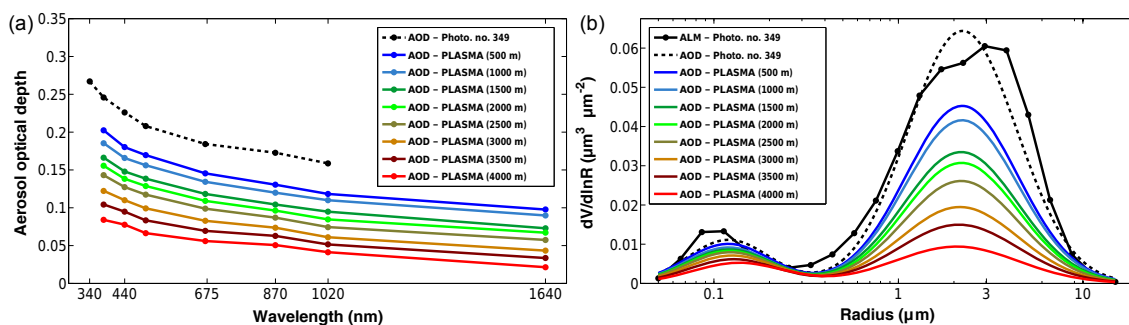 (a)
0.35
0.3
0.25
0.2
0.15
0.1
0.05
0
Aerosol optical depth
340 440 675 870 1020 1640
Wavelength (nm)
AOD – Photo. no. 349
AOD – PLASMA (500 m)
AOD – PLASMA (1000 m)
AOD – PLASMA (1500 m)
AOD – PLASMA (2000 m)
AOD – PLASMA (2500 m)
AOD – PLASMA (3000 m)
AOD – PLASMA (3500 m)
AOD – PLASMA (4000 m)
(b)
0.06
0.05
0.04
0.03
0.02
0.01
0
dV/dlnR (µm³ µm⁻²)
0.1 1 3 10
Radius (µm)
ALM – Photo. no. 349
AOD – Photo. no. 349
AOD – PLASMA (500 m)
AOD – PLASMA (1000 m)
AOD – PLASMA (1500 m)
AOD – PLASMA (2000 m)
AOD – PLASMA (2500 m)
AOD – PLASMA (3000 m)
AOD – PLASMA (3500 m)
AOD – PLASMA (4000 m)